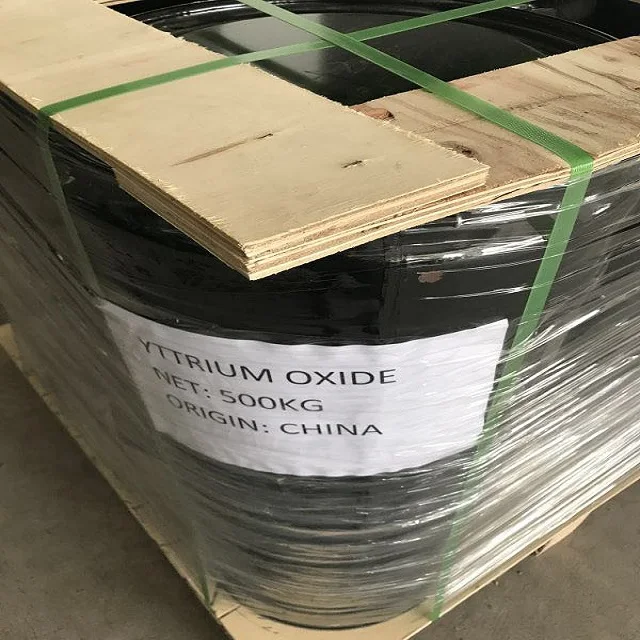 YTTRIUM OXIDE
NET: 500KG
ORIGIN: CHINA